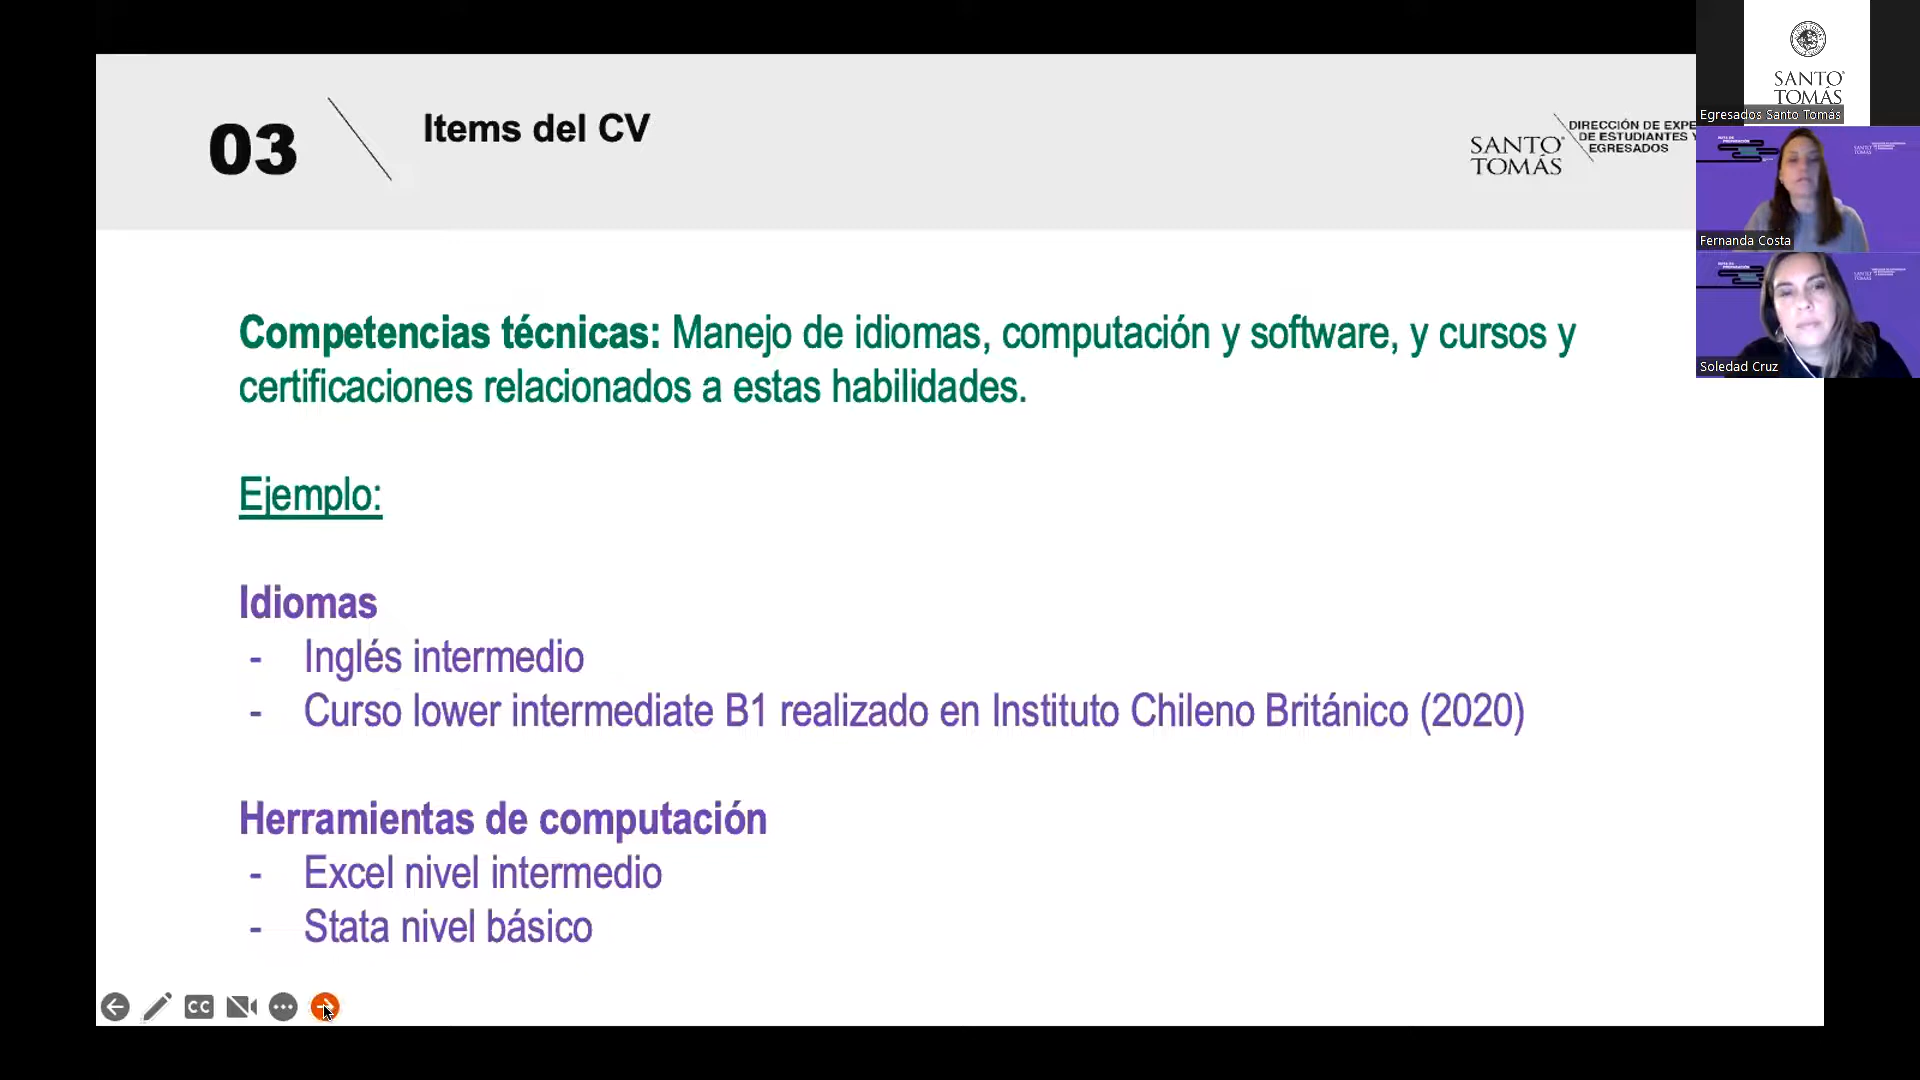 03
Items del CV
SANTO
TOMÁS
DIRECCIÓN DE EXPE
DE ESTUDIANTES Y
EGRESADOS
Competencias técnicas: Manejo de idiomas, computación y software, y cursos y
certificaciones relacionados a estas habilidades.
Ejemplo:
Idiomas
- Inglés intermedio
- Curso lower intermediate B1 realizado en Instituto Chileno Británico (2020)
Herramientas de computación
- Excel nivel intermedio
- Stata nivel básico
CC
SANTO
TOMÁS
Egresados Santo Tomás
Fernanda Costa
Soledad Cruz